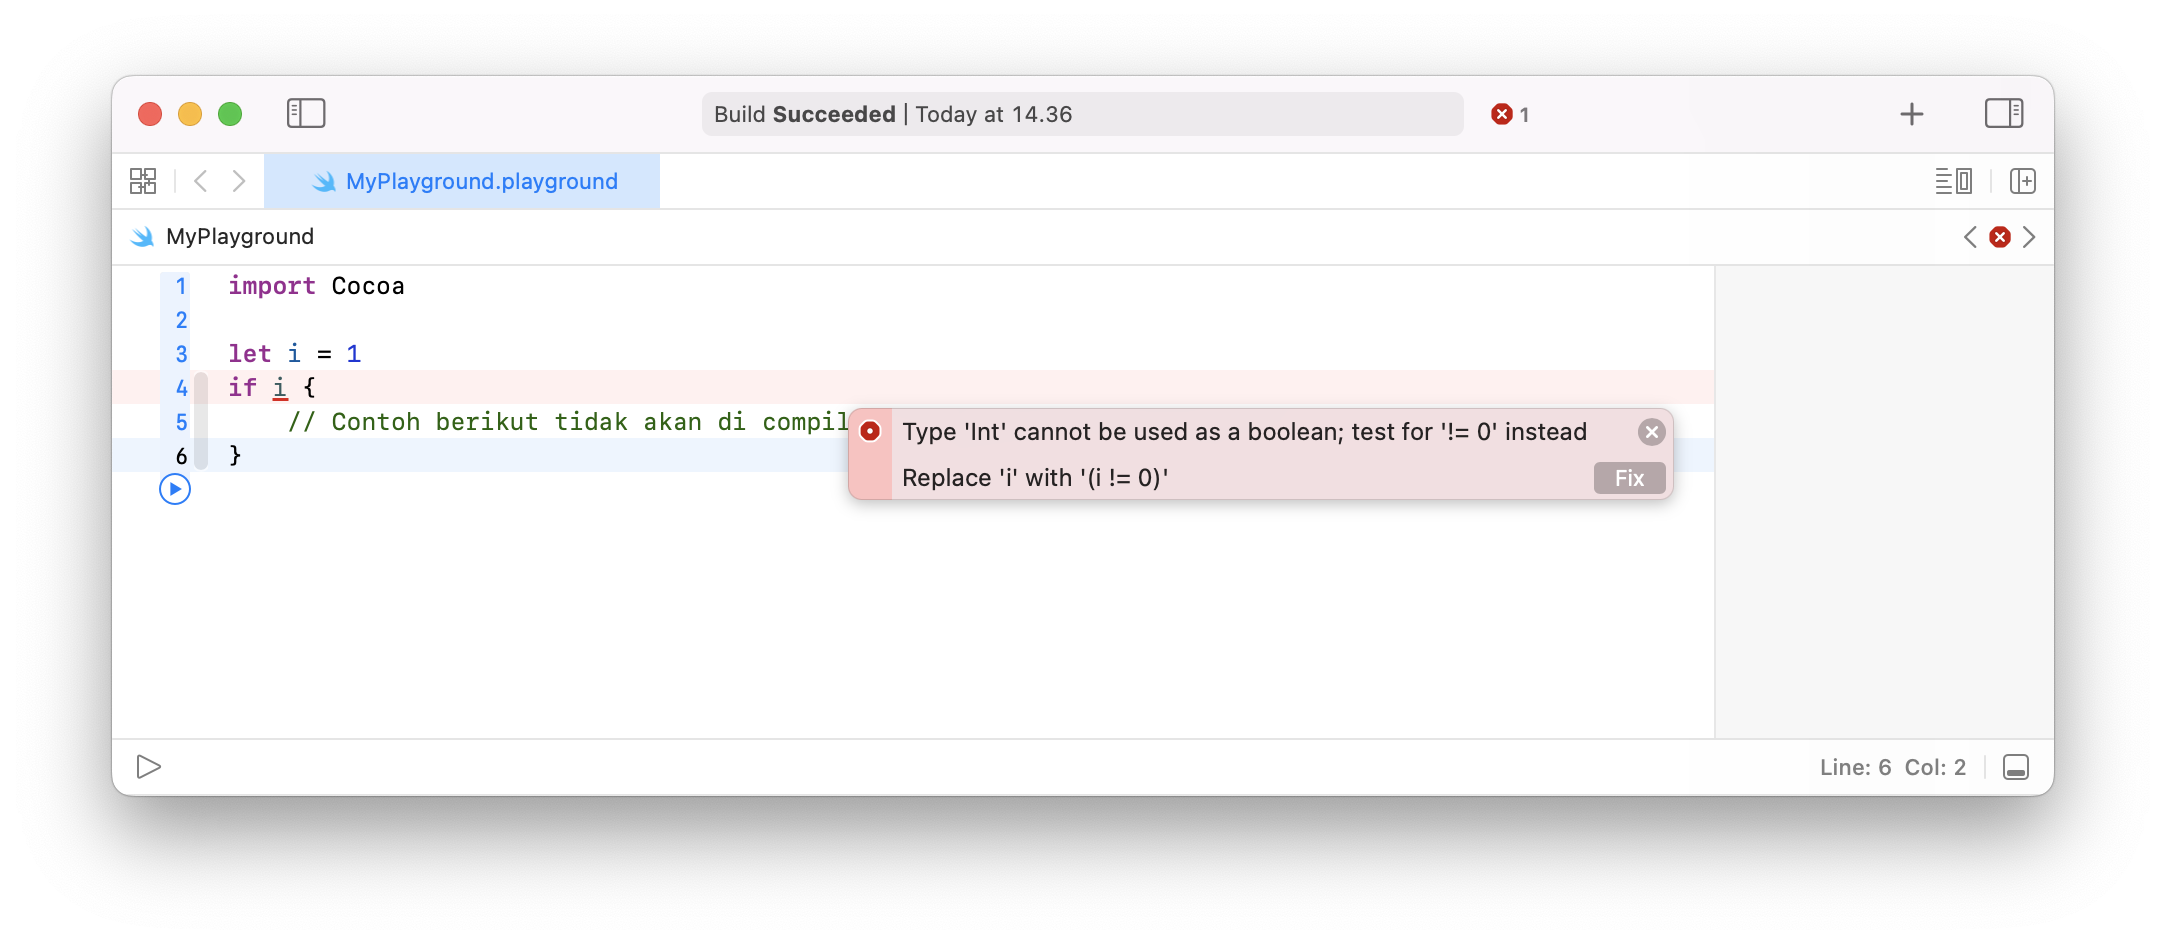 Build Succeeded | Today at 14.36
1
MyPlayground.playground
MyPlayground
1 import Cocoa
2
3 let i = 1
4 if i {
5 // Contoh berikut tidak akan di compil
6 }
Type 'Int' cannot be used as a boolean; test for '!= 0' instead
Replace 'i' with '(i != 0)'
Fix
Line: 6 Col: 2